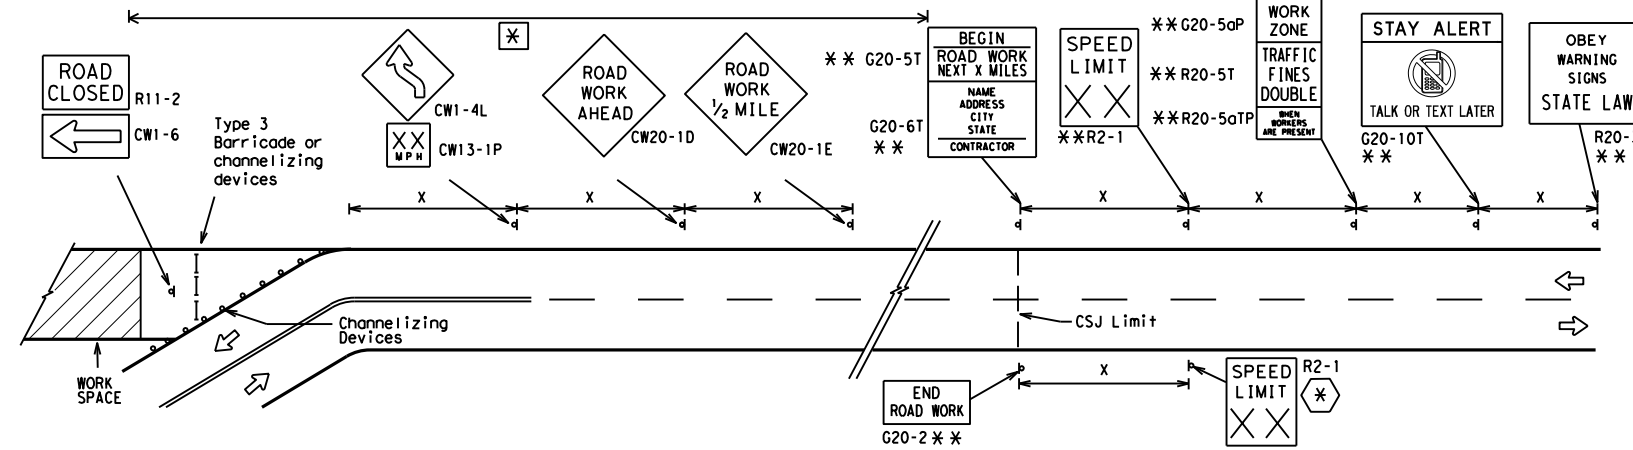 ROAD
CLOSED
R11-2
CW1-6
Type 3
Barricade or
channelizing
devices
CW1-4L
XX
MPH
CW13-1P
*
ROAD
WORK
AHEAD
CW20-1D
ROAD
WORK
1/2 MILE
CW20-1E
** G20-5T
G20-6T
**
BEGIN
ROAD WORK
NEXT X MILES
NAME
ADDRESS
CITY
STATE
CONTRACTOR
SPEED
LIMIT
XX
**R2-1
**G20-5aP
**R20-5T
**R20-5aTP
WORK
ZONE
TRAFFIC
FINES
DOUBLE
WHEN
WORKERS
ARE PRESENT
STAY ALERT
TALK OR TEXT LATER
G20-10T
**
OBEY
WARNING
SIGNS
STATE LAW
R20-
**
X
X
X
X
X
X
X
Channelizing
Devices
CSJ Limit
WORK
SPACE
END
ROAD WORK
G20-2**
X
SPEED
LIMIT
XX
R2-1
*